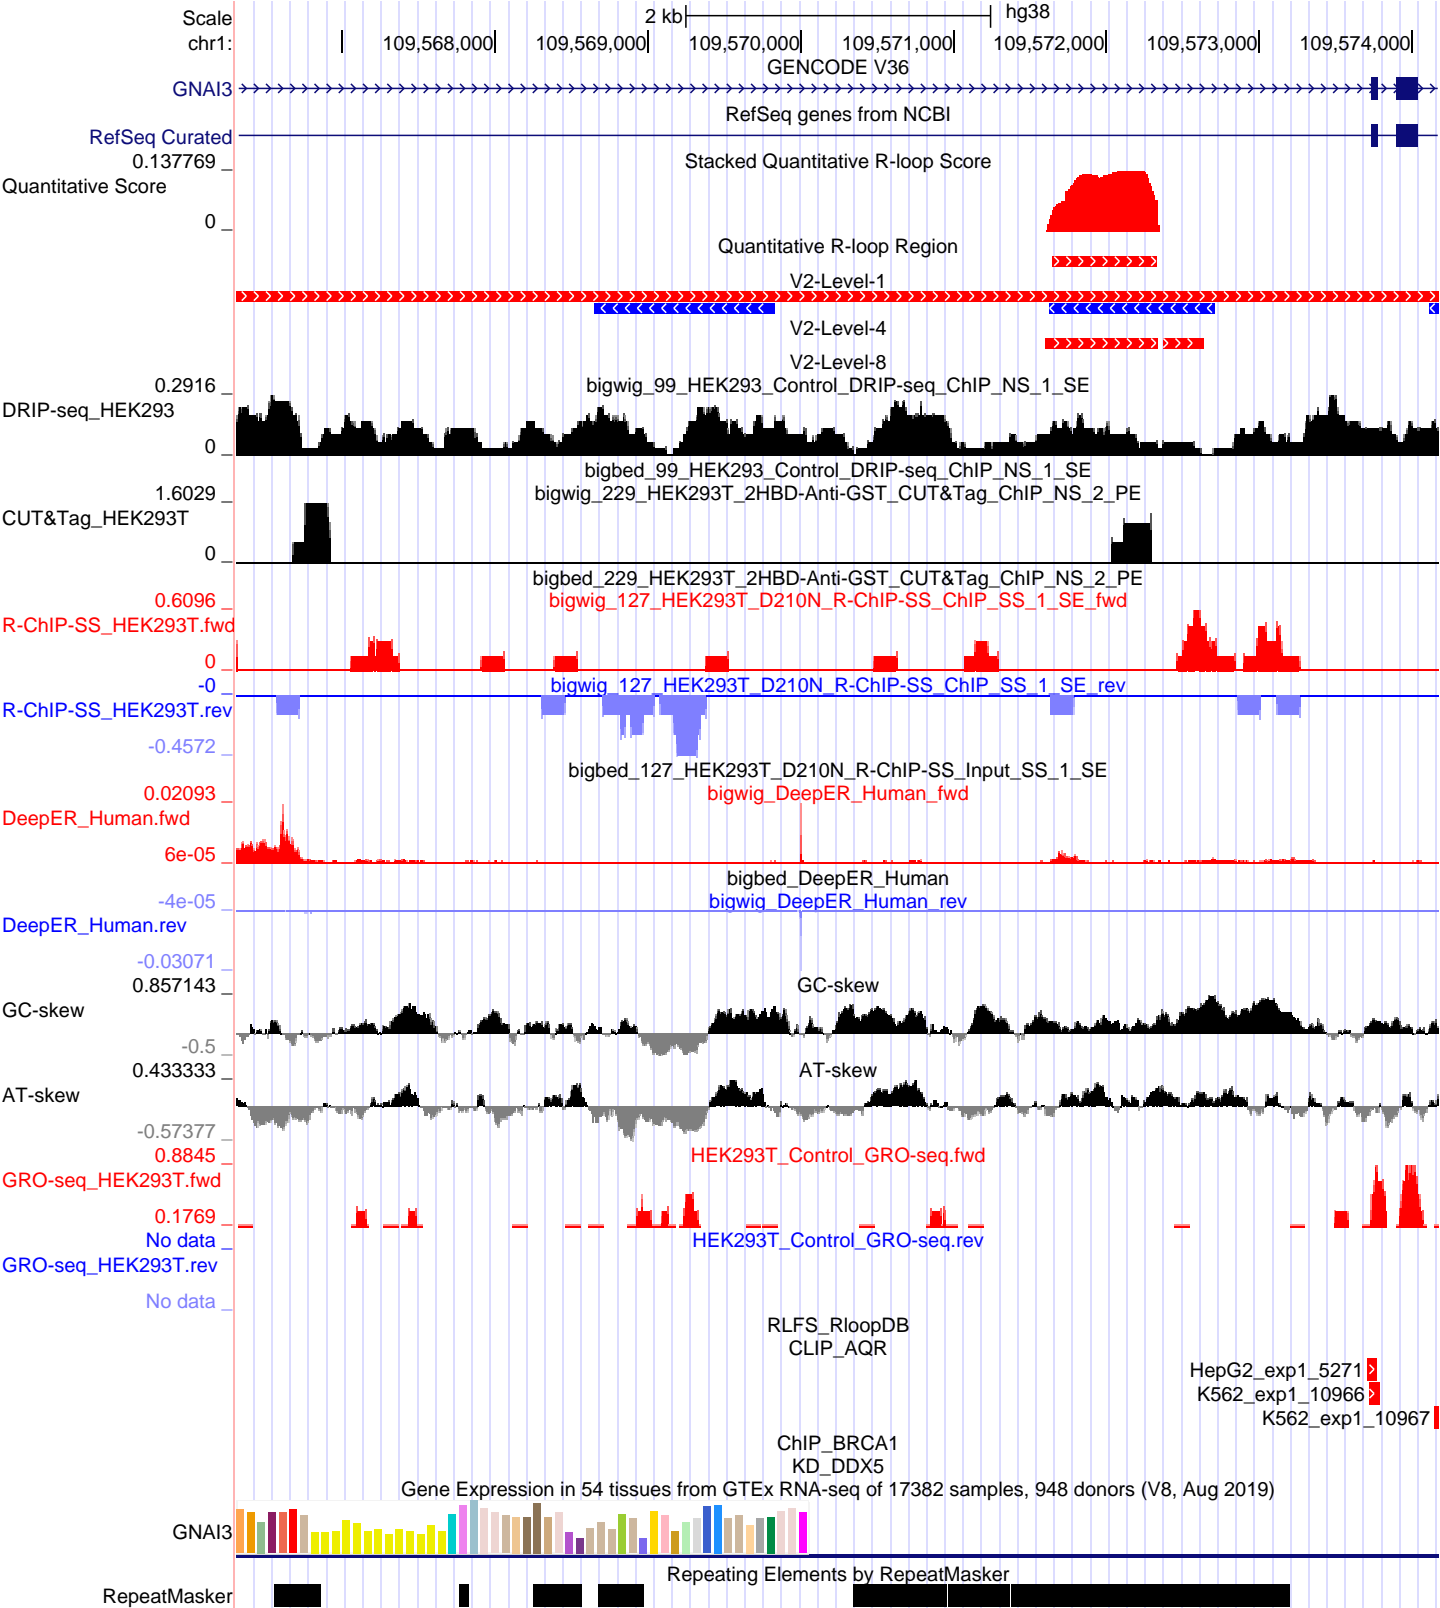 Scale 2 kb hg38
chr1: 109,568,000 109,569,000 109,570,000 109,571,000 109,572,000 109,573,000 109,574,000
GENCODE V36
GNAI3
RefSeq genes from NCBI
RefSeq Curated
0.137769 Stacked Quantitative R-loop Score
Quantitative Score
0
Quantitative R-loop Region
V2-Level-1
V2-Level-4
V2-Level-8
0.2916 bigwig_99_HEK293_Control_DRIP-seq_ChIP_NS_1_SE
DRIP-seq_HEK293
0
bigbed_99_HEK293_Control_DRIP-seq_ChIP_NS_1_SE
1.6029 bigwig_229_HEK293T_2HBD-Anti-GST_CUT&Tag_ChIP_NS_2_PE
CUT&Tag_HEK293T
0
bigbed_229_HEK293T_2HBD-Anti-GST_CUT&Tag_ChIP_NS_2_PE
0.6096 bigwig_127_HEK293T_D210N_R-ChIP-SS_ChIP_SS_1_SE_fwd
R-ChIP-SS_HEK293T.fwd
0
-0 bigwig_127_HEK293T_D210N_R-ChIP-SS_ChIP_SS_1_SE_rev
R-ChIP-SS_HEK293T.rev
-0.4572
bigbed_127_HEK293T_D210N_R-ChIP-SS_Input_SS_1_SE
0.02093 bigwig_DeepER_Human_fwd
DeepER_Human.fwd
6e-05
bigbed_DeepER_Human
-4e-05 bigwig_DeepER_Human_rev
DeepER_Human.rev
-0.03071
0.857143 GC-skew
GC-skew
-0.5
0.433333 AT-skew
AT-skew
-0.57377
0.8845 HEK293T_Control_GRO-seq.fwd
GRO-seq_HEK293T.fwd
0.1769
No data HEK293T_Control_GRO-seq.rev
GRO-seq_HEK293T.rev
No data
RLFS_RloopDB
CLIP_AQR
HepG2_exp1_5271
K562_exp1_10966
K562_exp1_10967
ChIP_BRCA1
KD_DDX5
Gene Expression in 54 tissues from GTEx RNA-seq of 17382 samples, 948 donors (V8, Aug 2019)
GNAI3
Repeating Elements by RepeatMasker
RepeatMasker